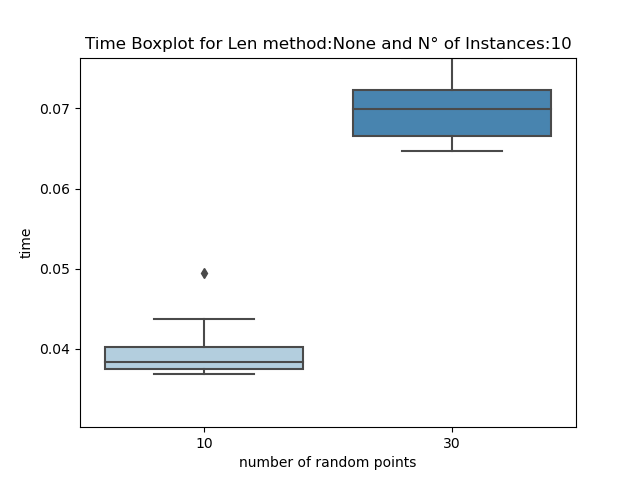 Time Boxplot for Len method:None and N° of Instances:10
0.07
0.06
0.05
0.04
time
10
30
number of random points